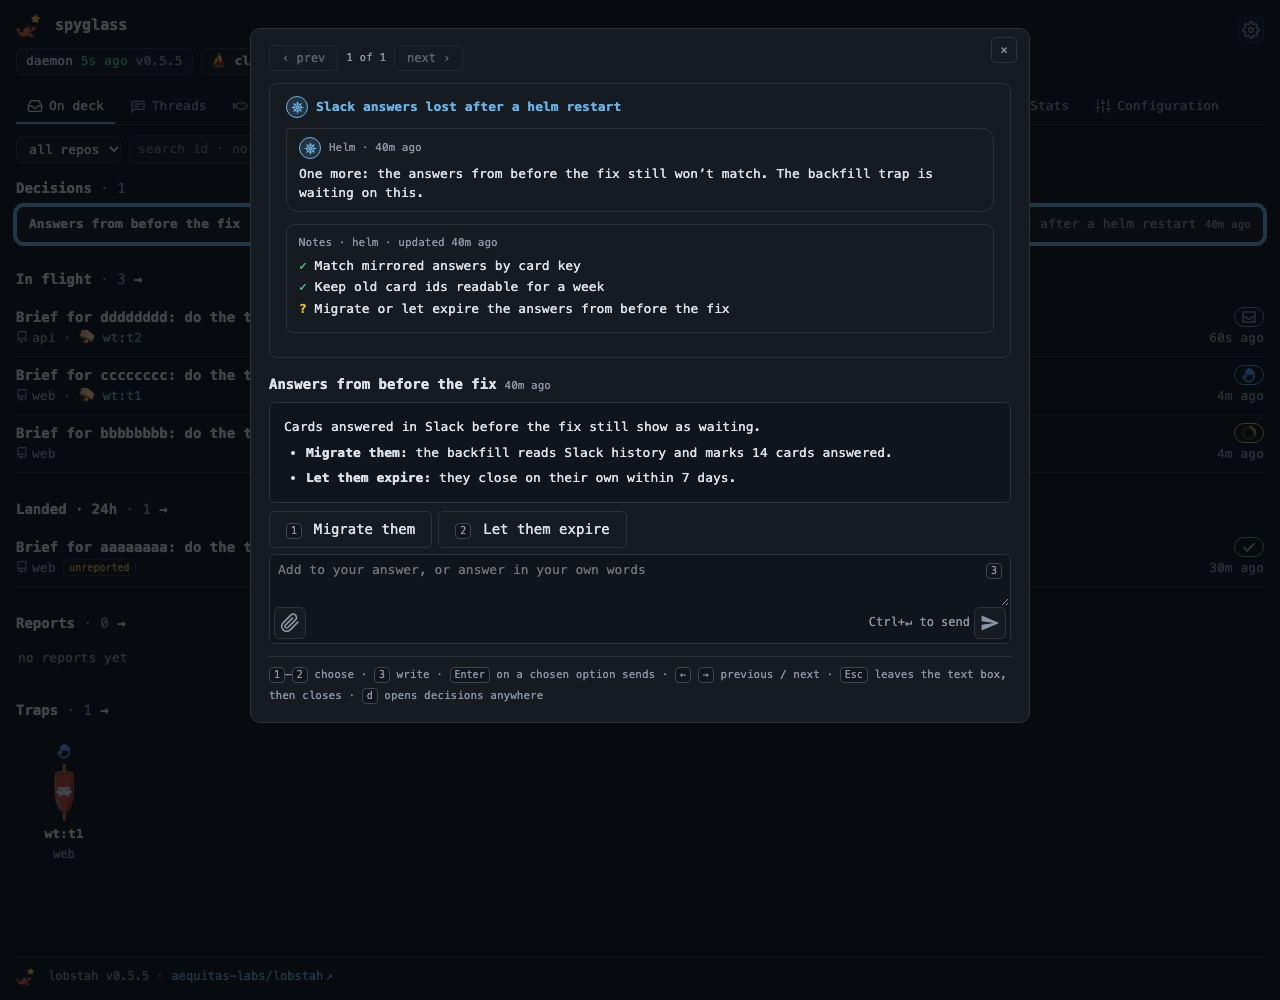 spyglass
daemon 5s ago v0.5.5
cl
‹ prev 1 of 1 next ›
×
On deck Threads
Stats Configuration
all repos
search id · no
Decisions · 1
Answers from before the fix
after a helm restart 40m ago
Slack answers lost after a helm restart
Helm · 40m ago
One more: the answers from before the fix still won’t match. The backfill trap is
waiting on this.
Notes · helm · updated 40m ago
✓ Match mirrored answers by card key
✓ Keep old card ids readable for a week
? Migrate or let expire the answers from before the fix
Answers from before the fix 40m ago
Cards answered in Slack before the fix still show as waiting.
• Migrate them: the backfill reads Slack history and marks 14 cards answered.
• Let them expire: they close on their own within 7 days.
1 Migrate them
2 Let them expire
Add to your answer, or answer in your own words 3
Ctrl+↵ to send
1–2 choose · 3 write · Enter on a chosen option sends · ← → previous / next · Esc leaves the text box,
then closes · d opens decisions anywhere
In flight · 3 →
Brief for dddddddd: do the t
api · wt:t2
60s ago
Brief for cccccccc: do the t
web · wt:t1
4m ago
Brief for bbbbbbbb: do the t
web
4m ago
Landed · 24h · 1 →
Brief for aaaaaaaa: do the t
web unreported
30m ago
Reports · 0 →
no reports yet
Traps · 1 →
wt:t1
web
lobstah v0.5.5 · aequitas-labs/lobstah ↗